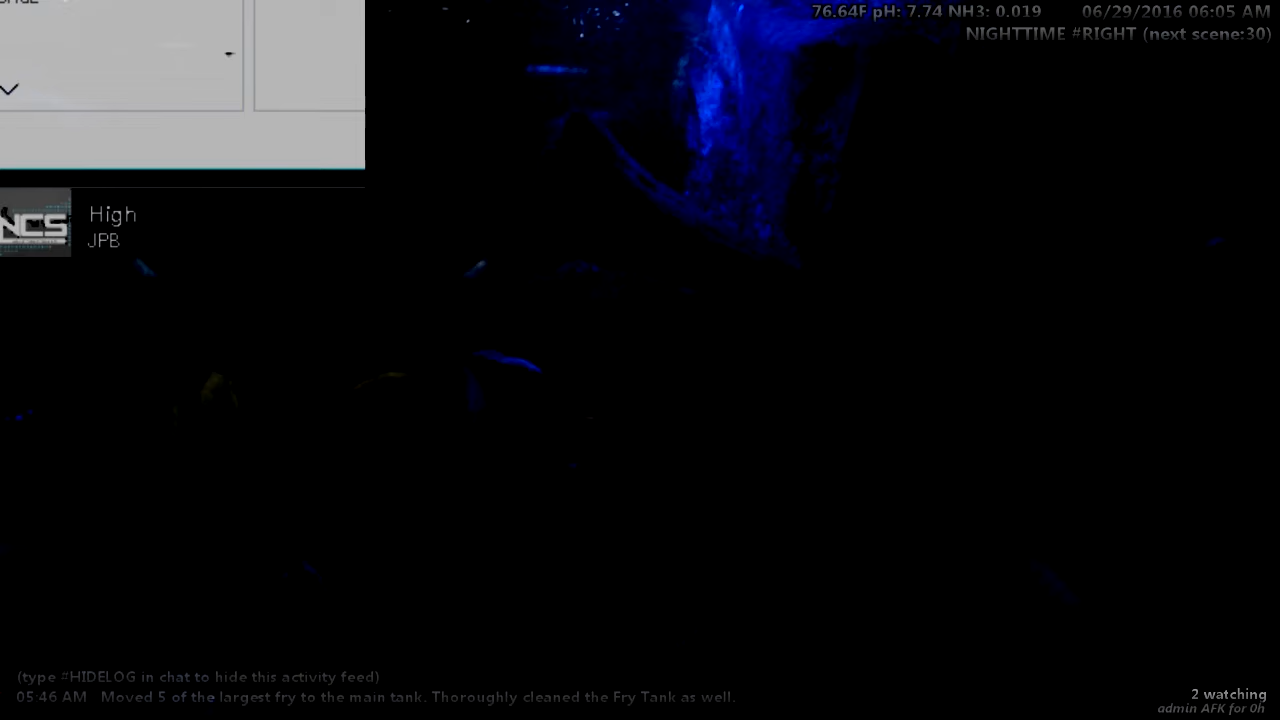 76.64F pH: 7.74 NH3: 0.019 06/29/2016 06:05 AM
NIGHTTIME #RIGHT (next scene:30)
NCS
High
JPB
(type #HIDELOG in chat to hide this activity feed)
05:46 AM Moved 5 of the largest fry to the main tank. Thoroughly cleaned the Fry Tank as well.
2 watching
admin AFK for 0h